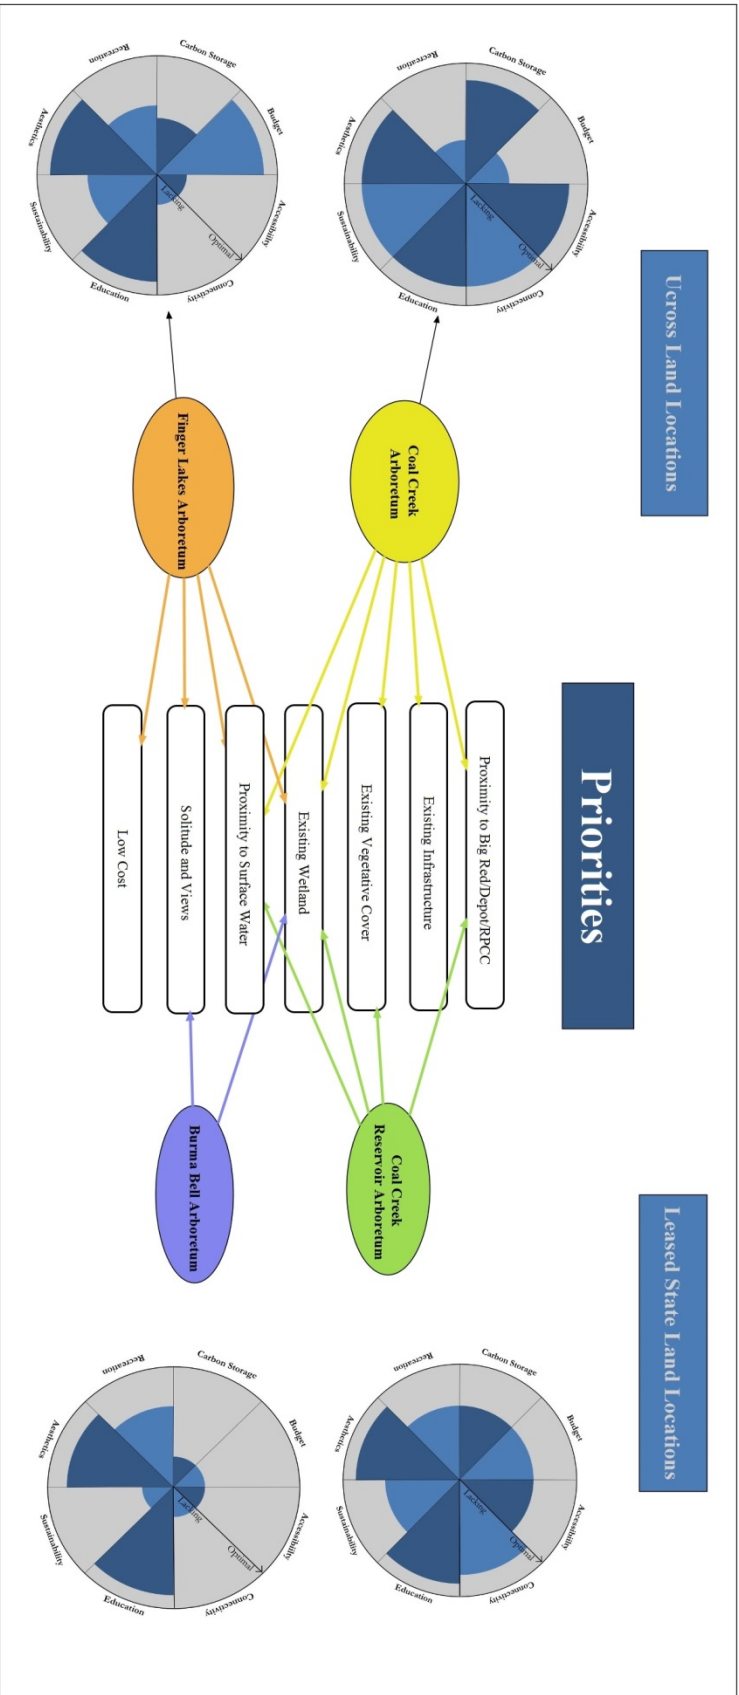 Priorities
Ucross Land Locations
Leased State Land Locations
Carbon Storage
Budget
Accessibility
Connectivity
Education
Sustainability
Aesthetics
Recreation
Lacking
Optimal
Coal Creek
Arboretum
Proximity to Big Red/Depot/RPCC
Existing Infrastructure
Existing Vegetative Cover
Existing Wetland
Proximity to Surface Water
Solitude and Views
Low Cost
Coal Creek
Reservoir Arboretum
Carbon Storage
Budget
Accessibility
Connectivity
Education
Sustainability
Aesthetics
Recreation
Lacking
Optimal
Carbon Storage
Budget
Accessibility
Connectivity
Education
Sustainability
Aesthetics
Recreation
Lacking
Optimal
Finger Lakes Arboretum
Burma Bell Arboretum
Carbon Storage
Budget
Accessibility
Connectivity
Education
Sustainability
Aesthetics
Recreation
Lacking
Optimal